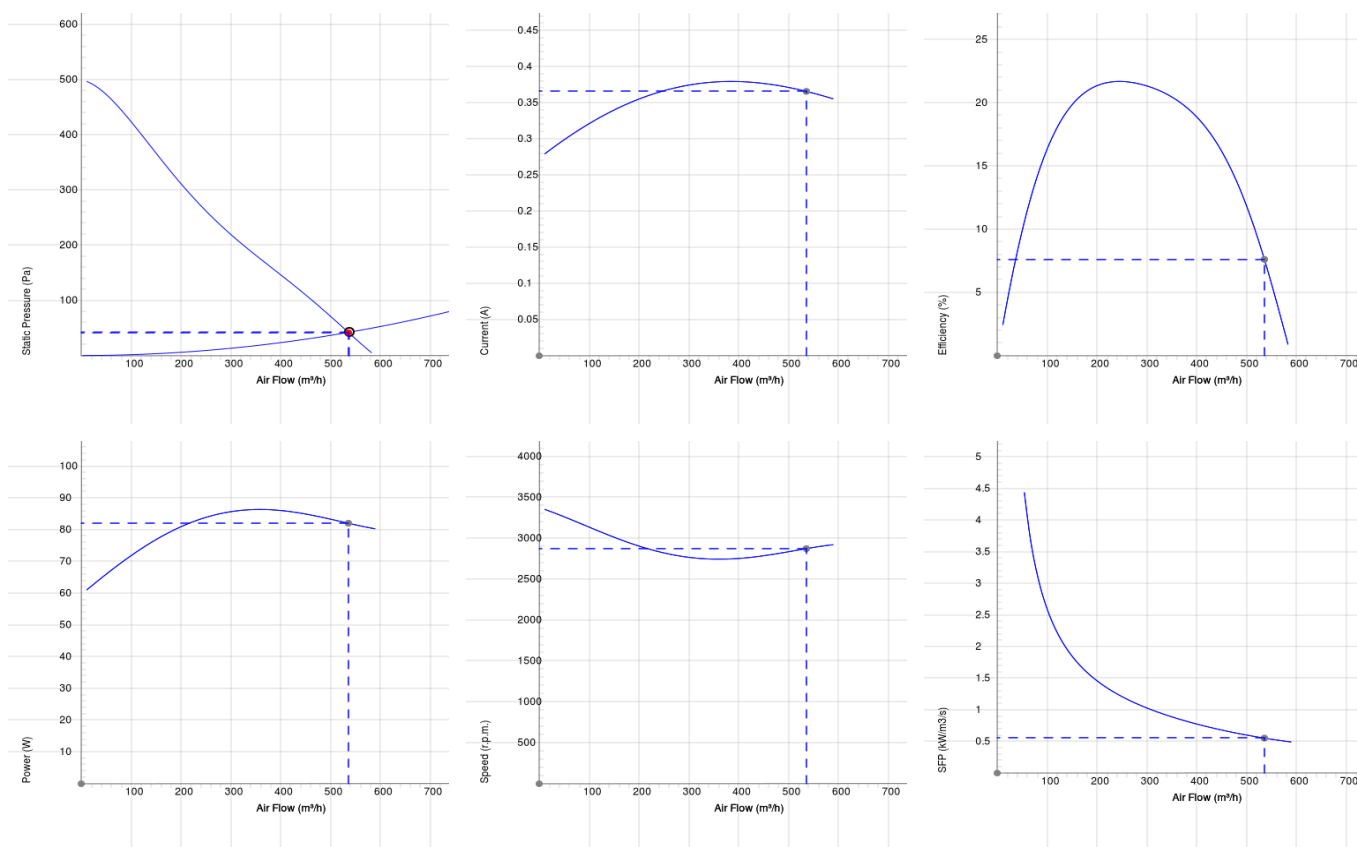 600
500
400
300
200
100
Static Pressure (Pa)
100 200 300 400 500 600 700
Air Flow (m³/h)
0.45
0.4
0.35
0.3
0.25
0.2
0.15
0.1
0.05
Current (A)
100 200 300 400 500 600 700
Air Flow (m³/h)
25
20
15
10
5
Efficiency (%)
100 200 300 400 500 600 700
Air Flow (m³/h)
100
90
80
70
60
50
40
30
20
10
Power (W)
100 200 300 400 500 600 700
Air Flow (m³/h)
4000
3500
3000
2500
2000
1500
1000
500
Speed (r.p.m.)
100 200 300 400 500 600 700
Air Flow (m³/h)
5
4.5
4
3.5
3
2.5
2
1.5
1
0.5
SFP (kW/m3/s)
100 200 300 400 500 600 700
Air Flow (m³/h)